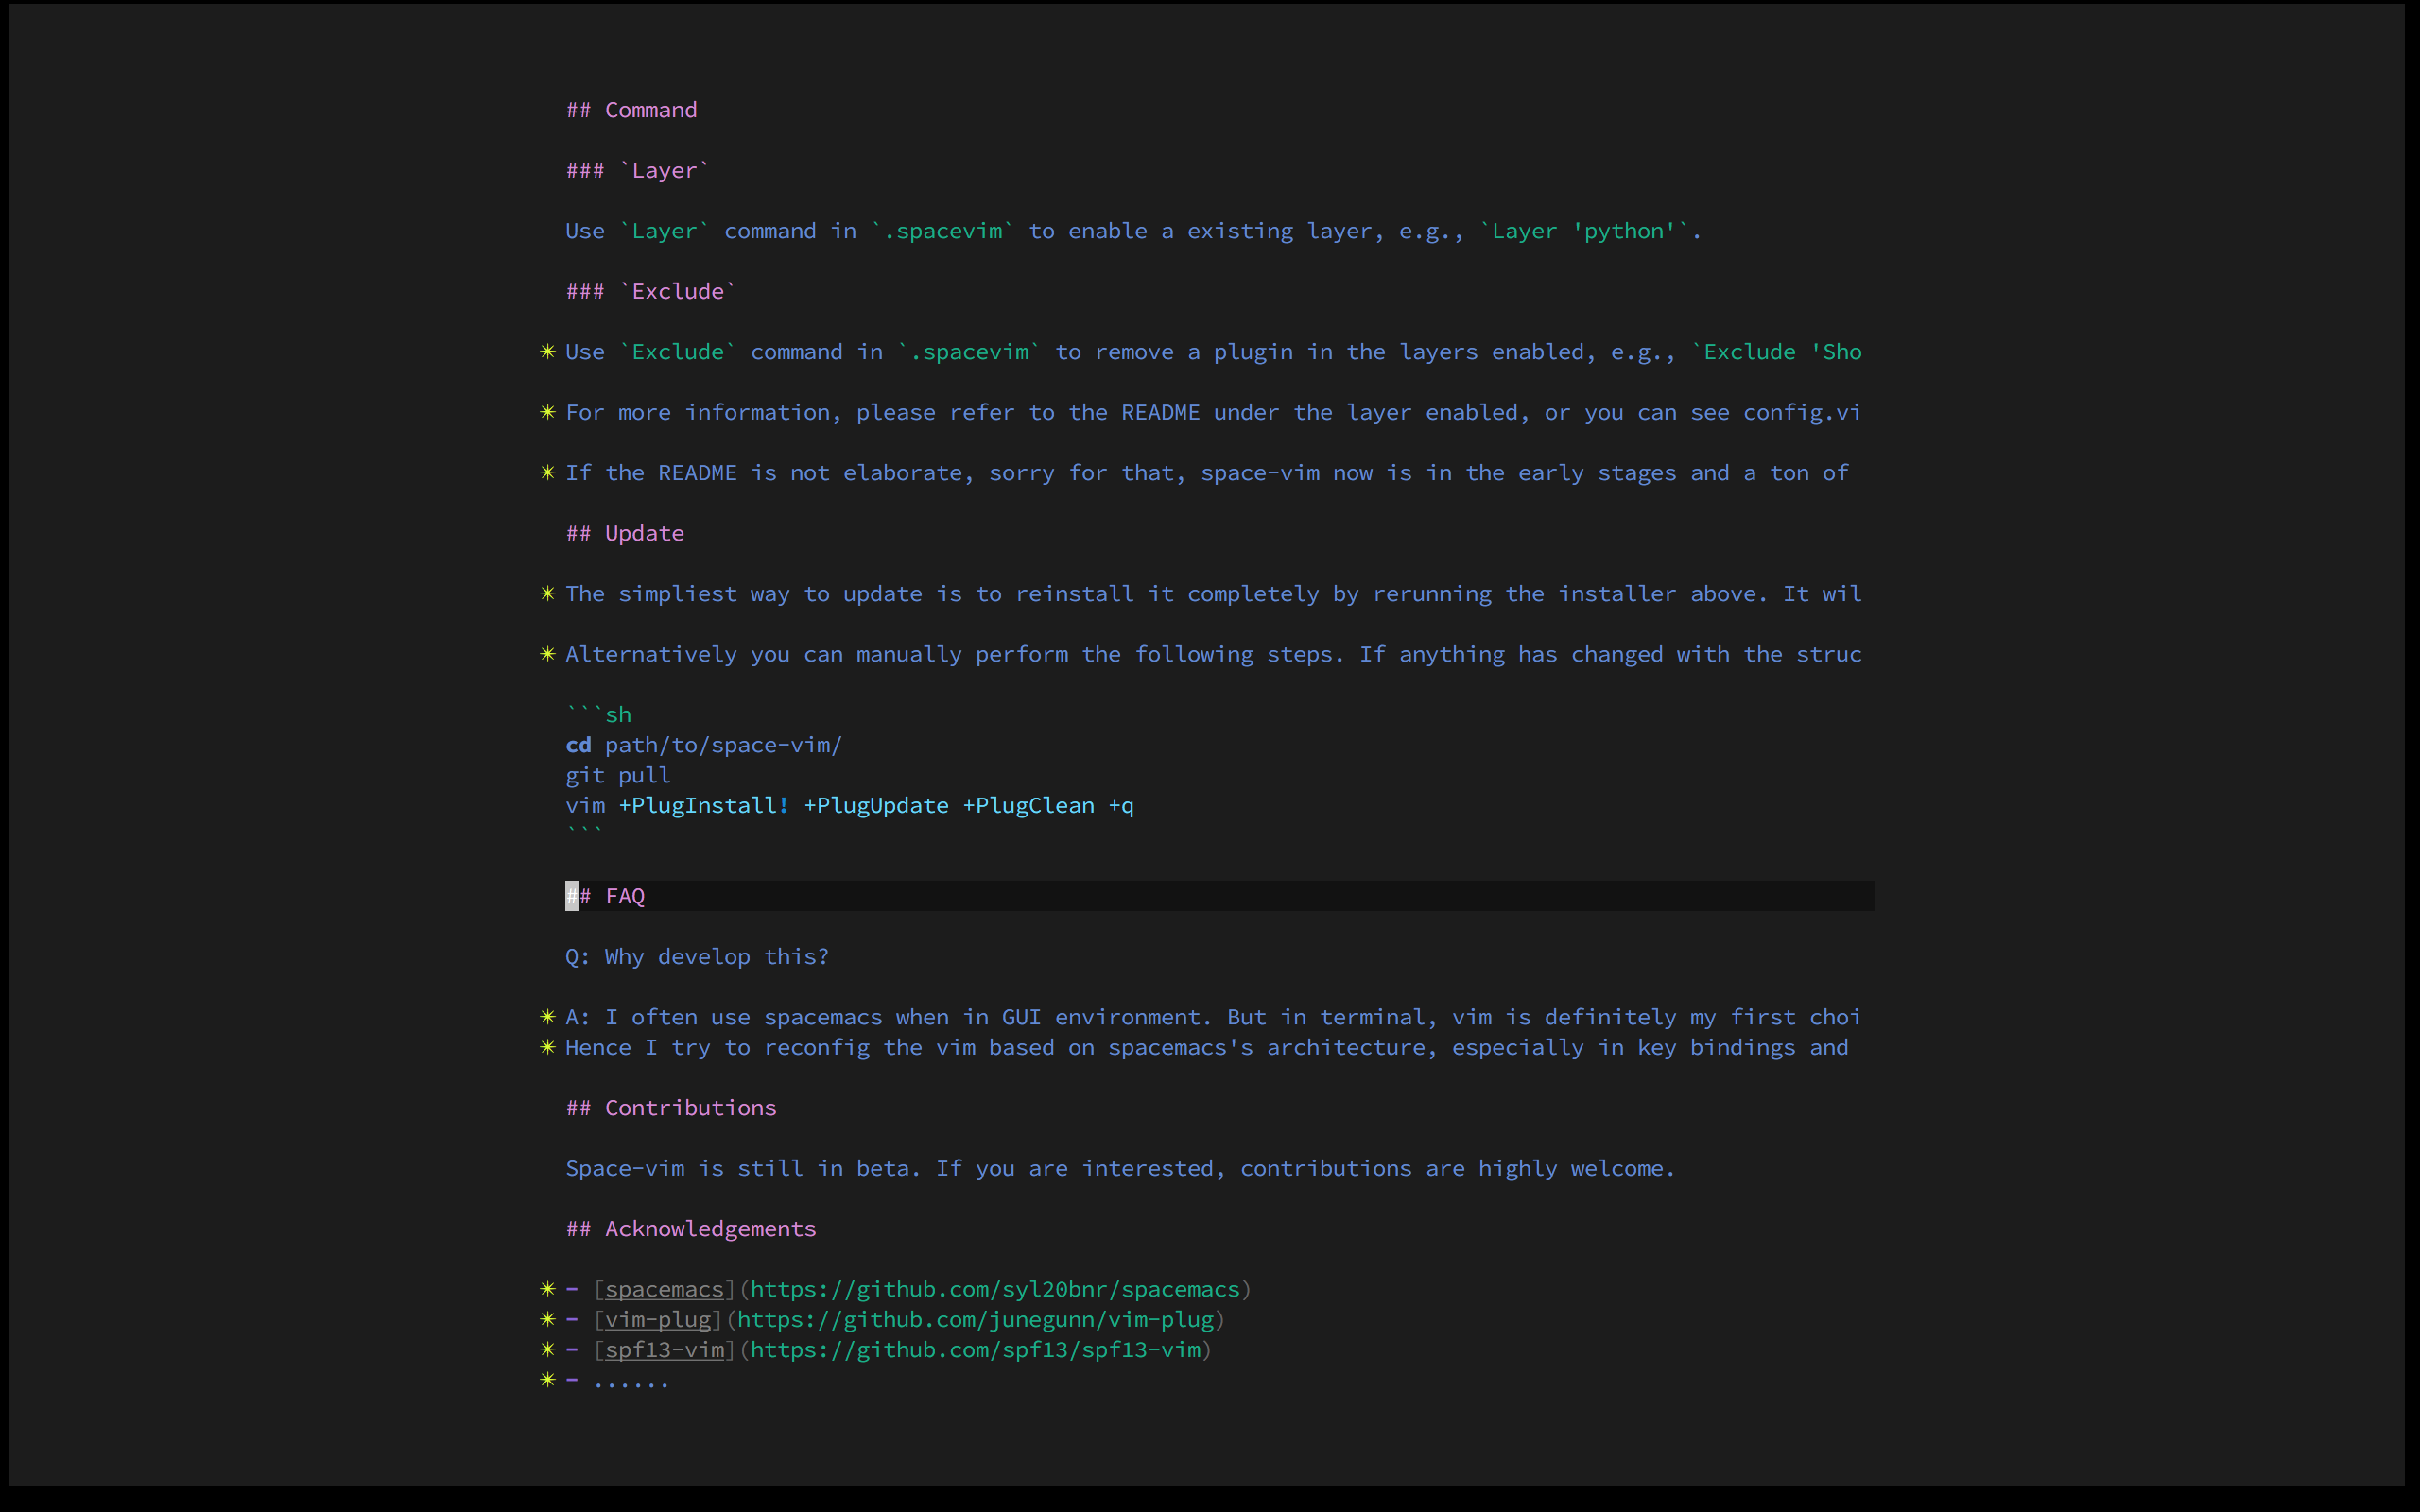 ## Command
### `Layer`
Use `Layer` command in `.spacevim` to enable a existing layer, e.g., `Layer 'python'`.
### `Exclude`
✴ Use `Exclude` command in `.spacevim` to remove a plugin in the layers enabled, e.g., `Exclude 'Sho
✴ For more information, please refer to the README under the layer enabled, or you can see config.vi
✴ If the README is not elaborate, sorry for that, space-vim now is in the early stages and a ton of
## Update
✴ The simpliest way to update is to reinstall it completely by rerunning the installer above. It wil
✴ Alternatively you can manually perform the following steps. If anything has changed with the struc
```sh
cd path/to/space-vim/
git pull
vim +PlugInstall! +PlugUpdate +PlugClean +q
```
## FAQ
Q: Why develop this?
✴ A: I often use spacemacs when in GUI environment. But in terminal, vim is definitely my first choi
✴ Hence I try to reconfig the vim based on spacemacs's architecture, especially in key bindings and
## Contributions
Space-vim is still in beta. If you are interested, contributions are highly welcome.
## Acknowledgements
✴ - [spacemacs](https://github.com/syl20bnr/spacemacs)
✴ - [vim-plug](https://github.com/junegunn/vim-plug)
✴ - [spf13-vim](https://github.com/spf13/spf13-vim)
✴ - ......